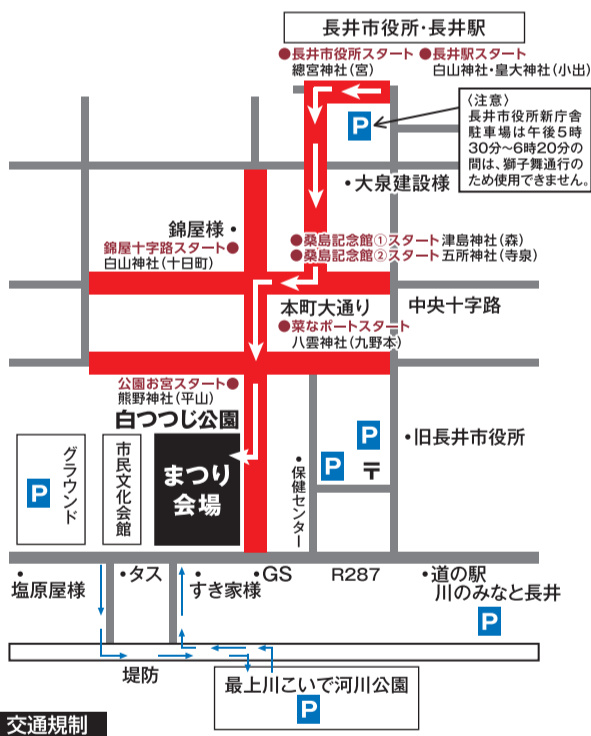 長井市役所・長井駅
●長井市役所スタート
總宮神社(宮)
●長井駅スタート
白山神社・皇大神社(小出)
P
〈注意〉
長井市役所新庁舎
駐車場は午後5時
30分〜6時20分の
間は、獅子舞通行の
ため使用できません。
・大泉建設様
錦屋様・
錦屋十字路スタート●
白山神社(十日町)
●桑島記念館①スタート 津島神社(森)
●桑島記念館②スタート 五所神社(寺泉)
本町大通り
中央十字路
●菜なポートスタート
八雲神社(九野本)
公園お宮スタート●
熊野神社(平山)
白つつじ公園
グラウンド
P
市民文化会館
まつり
会場
・保健センター
P
P
〒
・旧長井市役所
・塩原屋様
・タス
・すき家様
・GS
R287
・道の駅
川のみなと長井
P
堤防
最上川こいで河川公園
P
交通規制